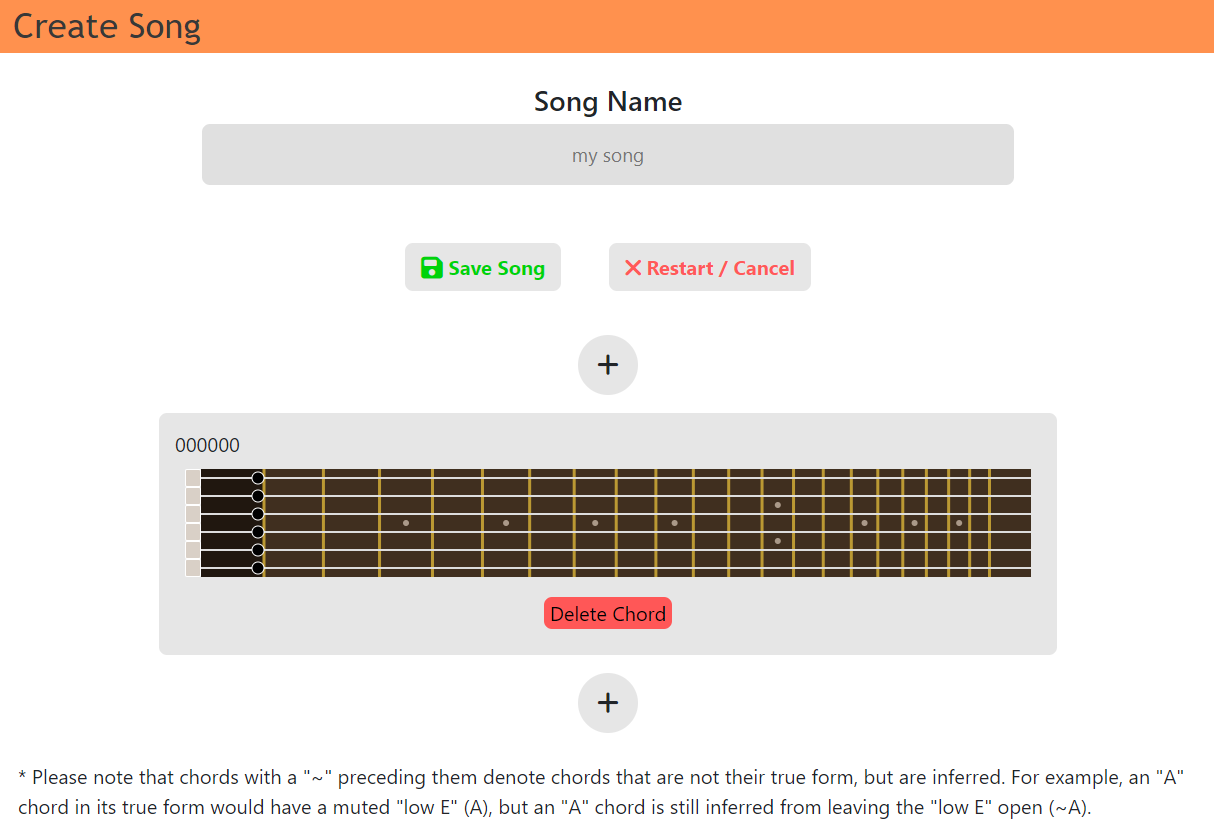 Create Song
Song Name
my song
Save Song
Restart / Cancel
+
000000
Delete Chord
+
* Please note that chords with a "~" preceding them denote chords that are not their true form, but are inferred. For example, an "A"
chord in its true form would have a muted "low E" (A), but an "A" chord is still inferred from leaving the "low E" open (~A).